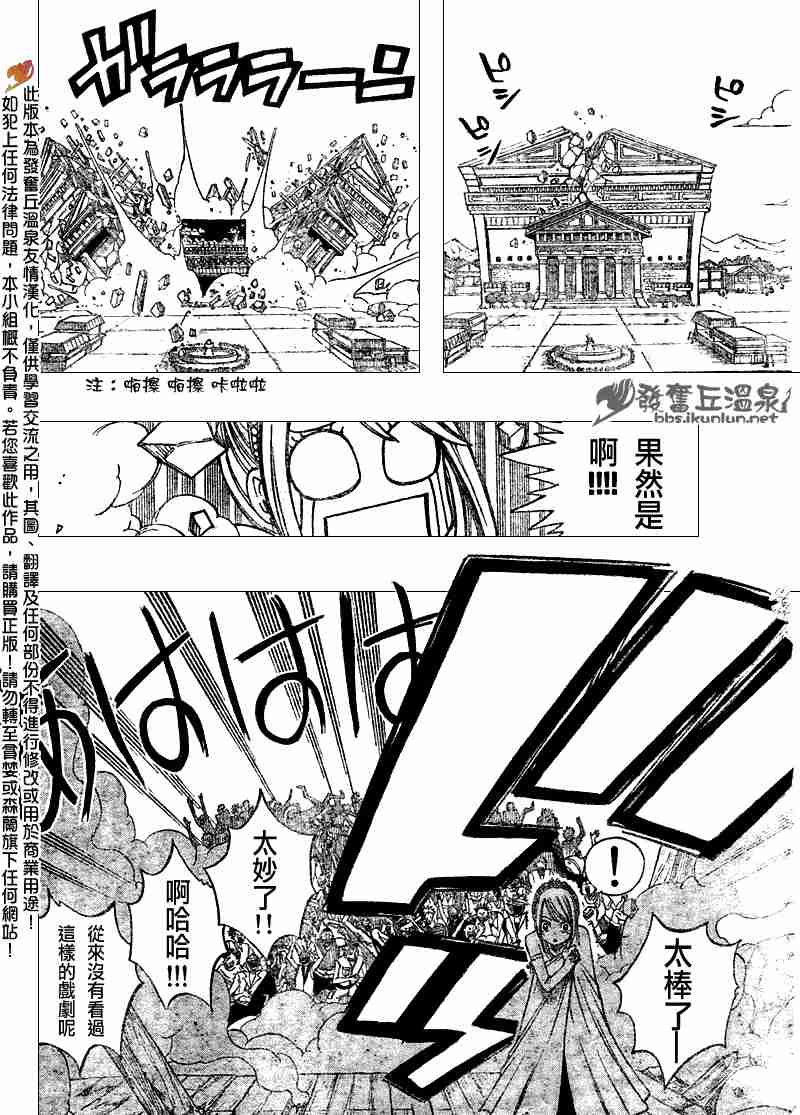 ピシ
ピシ
ガララララーーロ
注：啪擦 啪擦 咔啦啦
發奮丘溫泉
bbs.ikunlun.net
果然是
啊!!!!
あははは
!
太棒了—
太妙了!!
啊哈哈!!!
從來沒有看過
這樣的戲劇呢
此版本為發奮丘溫泉友情漢化，僅供學習交流之用，其圖、翻譯及任何部份不得進行修改或用於商業用途！
如犯上任何法律問題，本小組概不負責。若您喜歡此作品，請購買正版！請勿轉至貪婪或森蘭旗下任何網站！